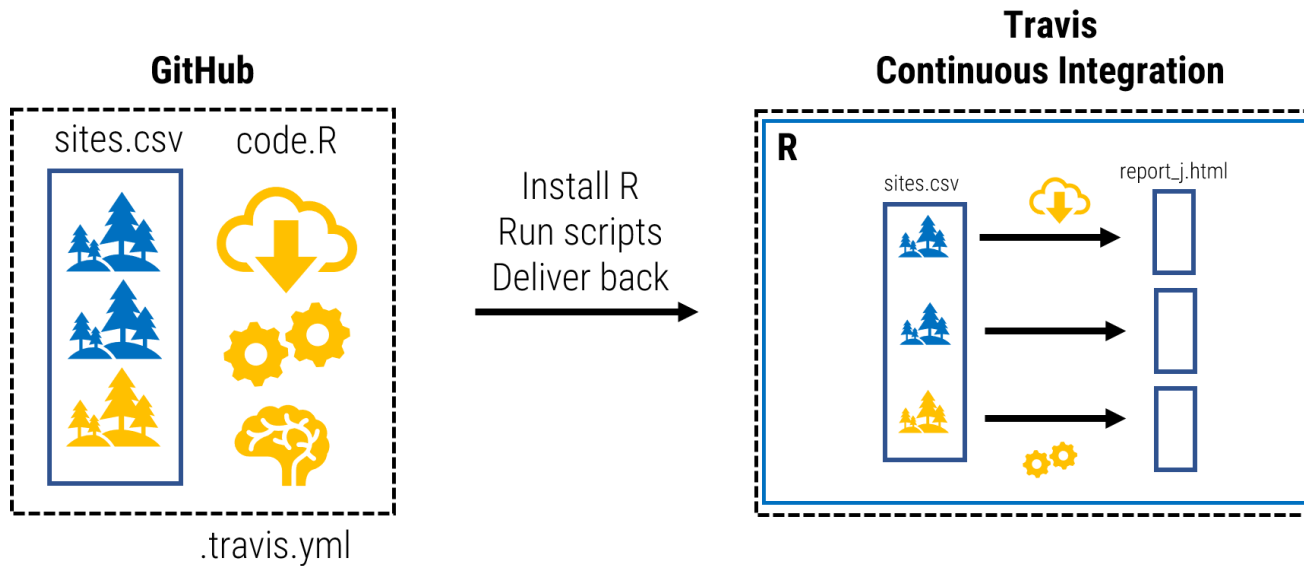 GitHub
sites.csv
code.R
.travis.yml
Install R
Run scripts
Deliver back
Travis
Continuous Integration
R
sites.csv
report_j.html